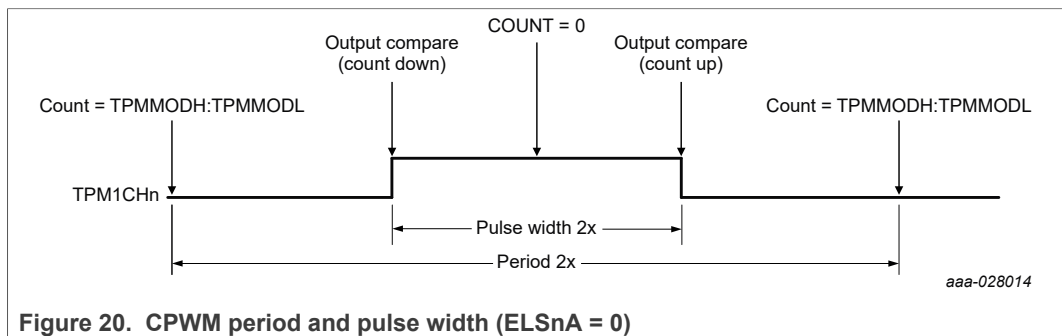 COUNT = 0
Output compare
(count down)
Output compare
(count up)
Count = TPMMODH:TPMMODL
Count = TPMMODH:TPMMODL
TPM1CHn
Pulse width 2x
Period 2x
aaa-028014
Figure 20. CPWM period and pulse width (ELSnA = 0)